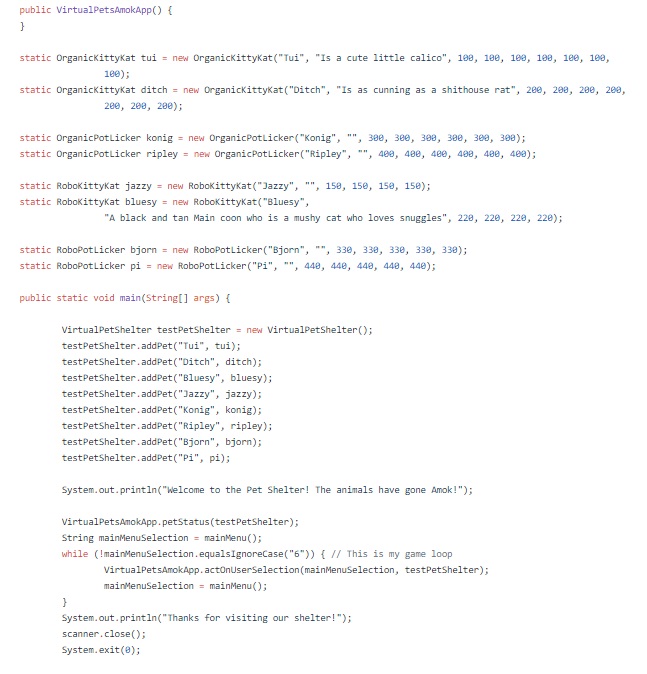 public VirtualPetsAmokApp() {
}
static OrganicKittyKat tui = new OrganicKittyKat("Tui", "Is a cute little calico", 100, 100, 100, 100, 100, 100,
100);
static OrganicKittyKat ditch = new OrganicKittyKat("Ditch", "Is as cunning as a shithouse rat", 200, 200, 200, 200,
200, 200, 200);
static OrganicPotLicker konig = new OrganicPotLicker("Konig", "", 300, 300, 300, 300, 300, 300);
static OrganicPotLicker ripley = new OrganicPotLicker("Ripley", "", 400, 400, 400, 400, 400, 400);
static RoboKittyKat jazzy = new RoboKittyKat("Jazzy", "", 150, 150, 150, 150);
static RoboKittyKat bluesy = new RoboKittyKat("Bluesy",
"A black and tan Main coon who is a mushy cat who loves snuggles", 220, 220, 220, 220);
static RoboPotLicker bjorn = new RoboPotLicker("Bjorn", "", 330, 330, 330, 330, 330);
static RoboPotLicker pi = new RoboPotLicker("Pi", "", 440, 440, 440, 440, 440);
public static void main(String[] args) {
VirtualPetShelter testPetShelter = new VirtualPetShelter();
testPetShelter.addPet("Tui", tui);
testPetShelter.addPet("Ditch", ditch);
testPetShelter.addPet("Bluesy", bluesy);
testPetShelter.addPet("Jazzy", jazzy);
testPetShelter.addPet("Konig", konig);
testPetShelter.addPet("Ripley", ripley);
testPetShelter.addPet("Bjorn", bjorn);
testPetShelter.addPet("Pi", pi);
System.out.println("Welcome to the Pet Shelter! The animals have gone Amok!");
VirtualPetsAmokApp.petStatus(testPetShelter);
String mainMenuSelection = mainMenu();
while (!mainMenuSelection.equalsIgnoreCase("6")) { // This is my game loop
VirtualPetsAmokApp.actOnUserSelection(mainMenuSelection, testPetShelter);
mainMenuSelection = mainMenu();
}
System.out.println("Thanks for visiting our shelter!");
scanner.close();
System.exit(0);